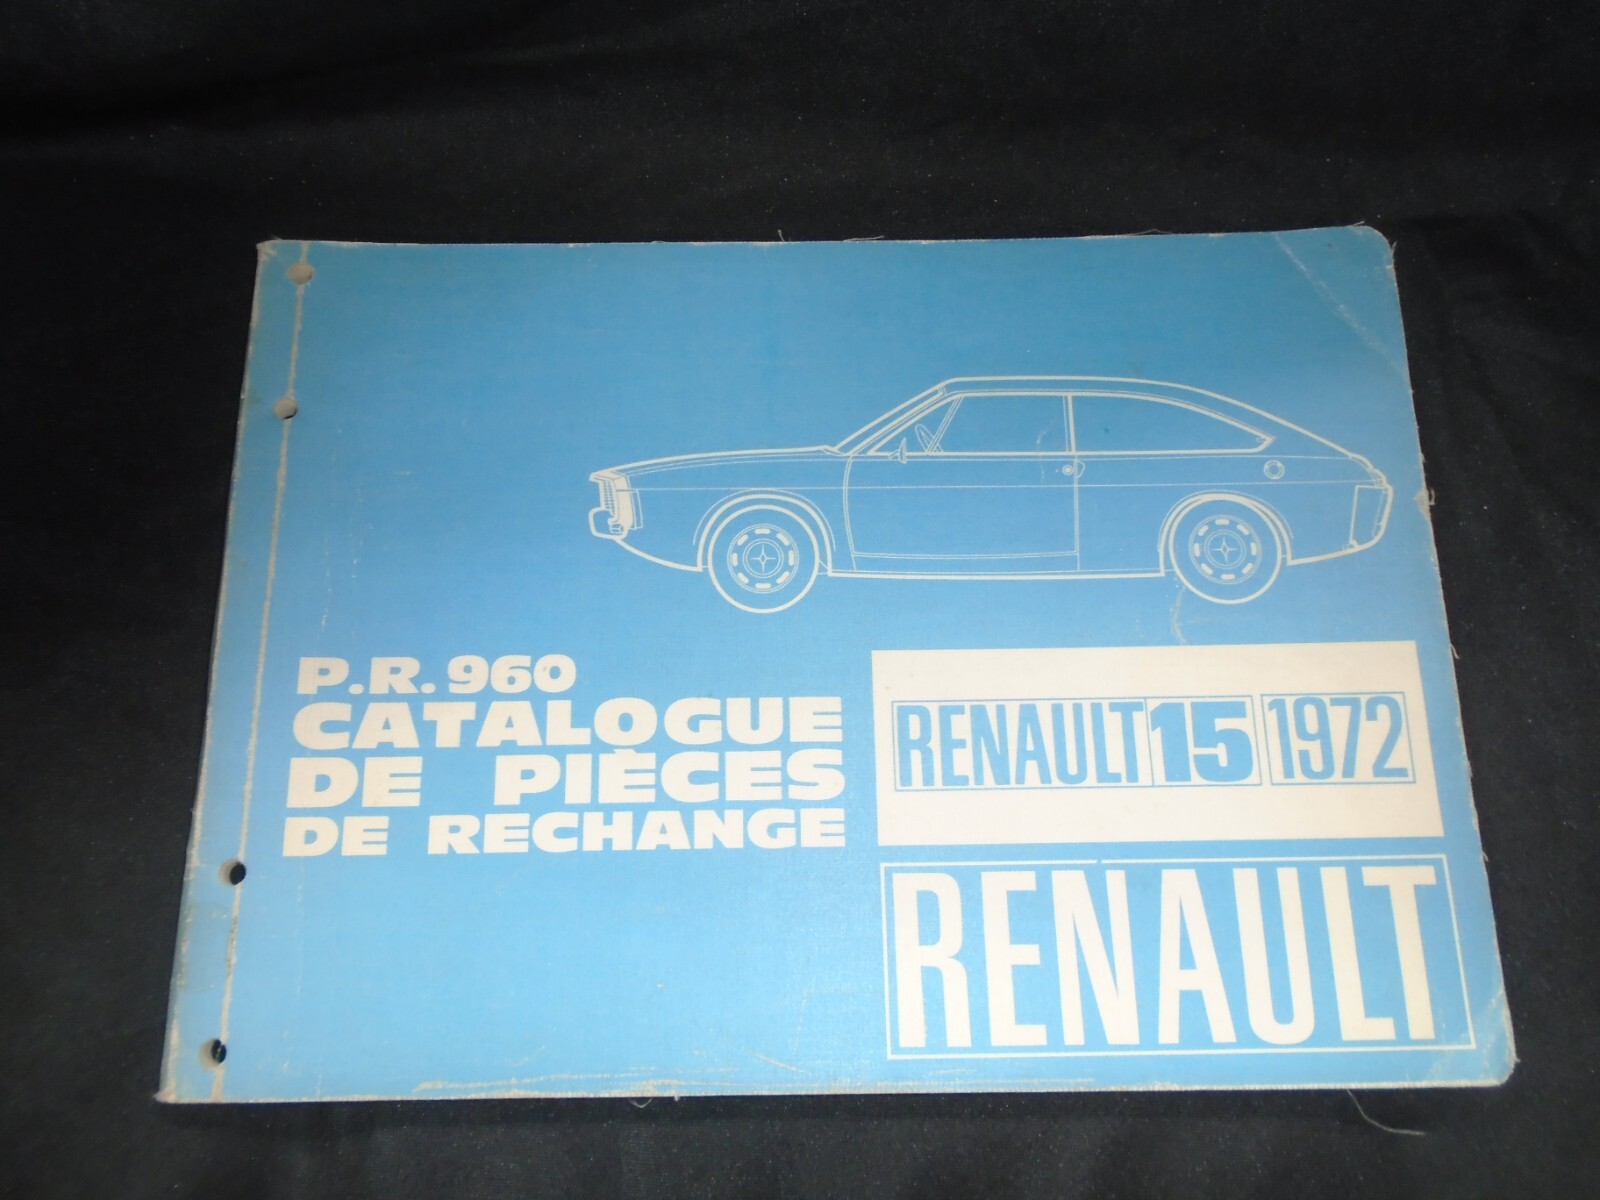 P.R. 960
CATALOGUE
DE PIÈCES
DE RECHANGE
RENAULT 15 1972
RENAULT